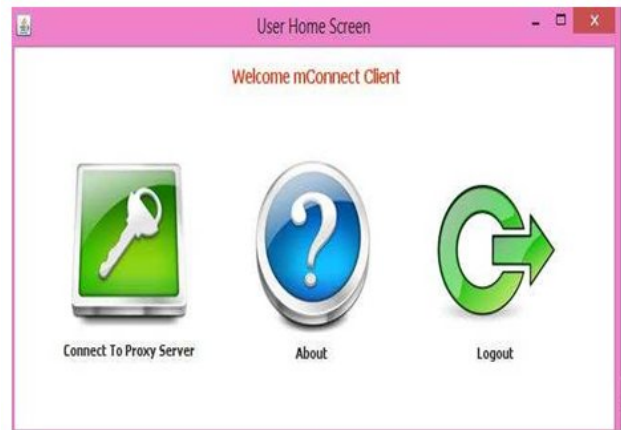 User Home Screen
Welcome mConnect Client
Connect To Proxy Server
About
Logout